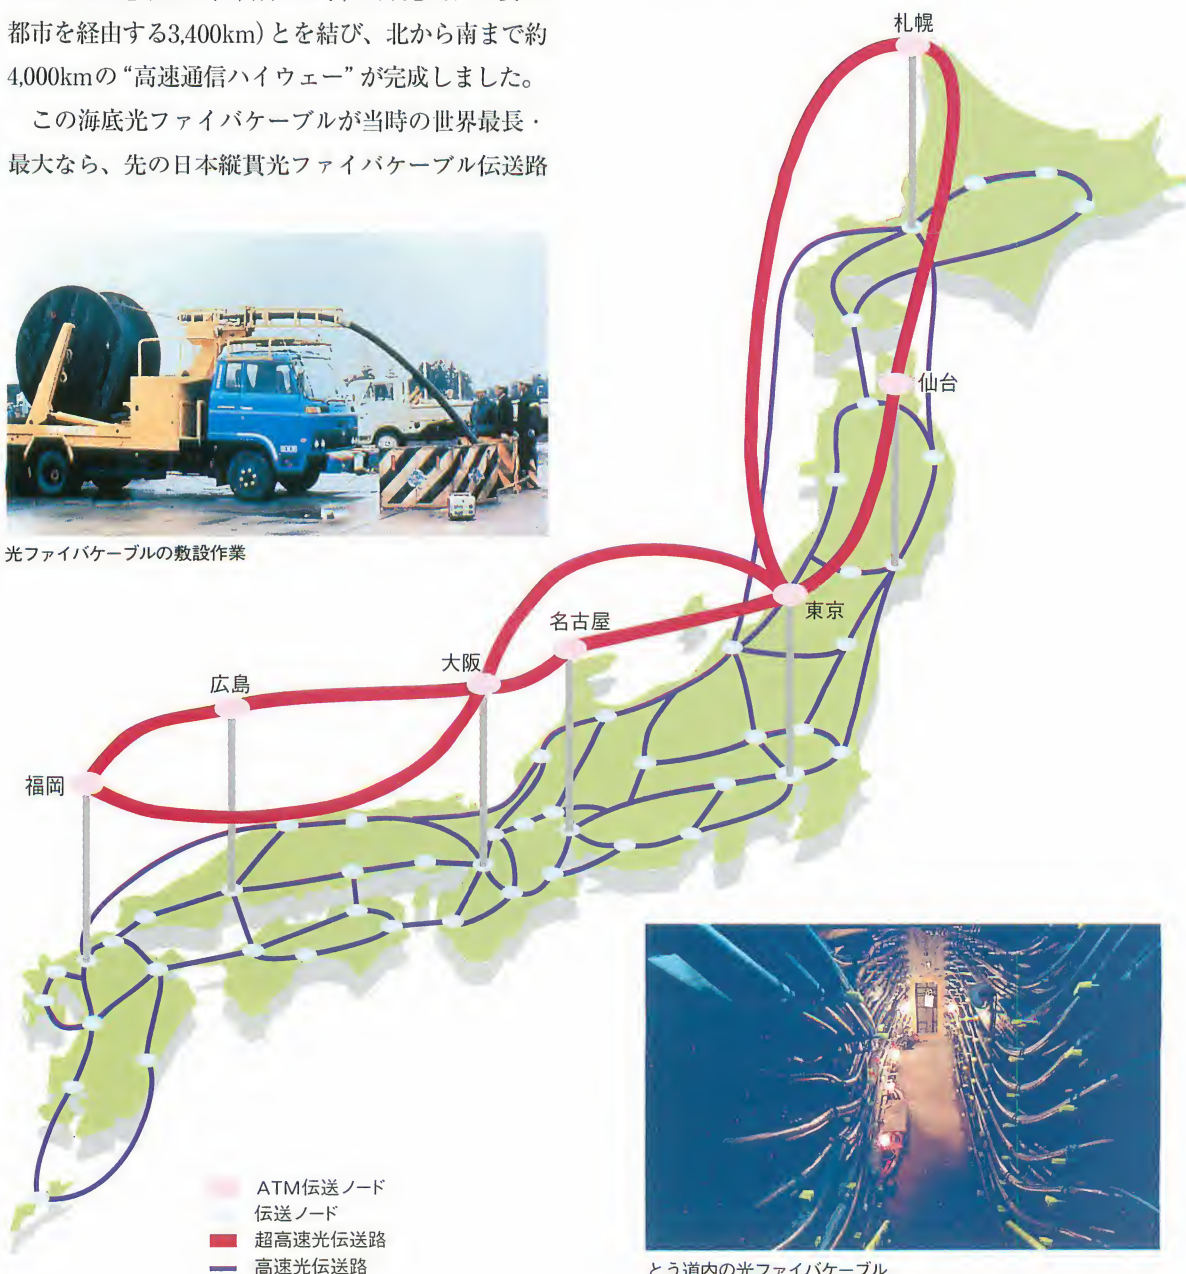 都市を経由する3,400km)とを結び、北から南まで約
4,000kmの“高速通信ハイウェー”が完成しました。
この海底光ファイバケーブルが当時の世界最長・
最大なら、先の日本縦貫光ファイバケーブル伝送路
光ファイバケーブルの敷設作業
札幌
仙台
東京
名古屋
大阪
広島
福岡
ATM伝送ノード
伝送ノード
超高速光伝送路
高速光伝送路
とう道内の光ファイバケーブル